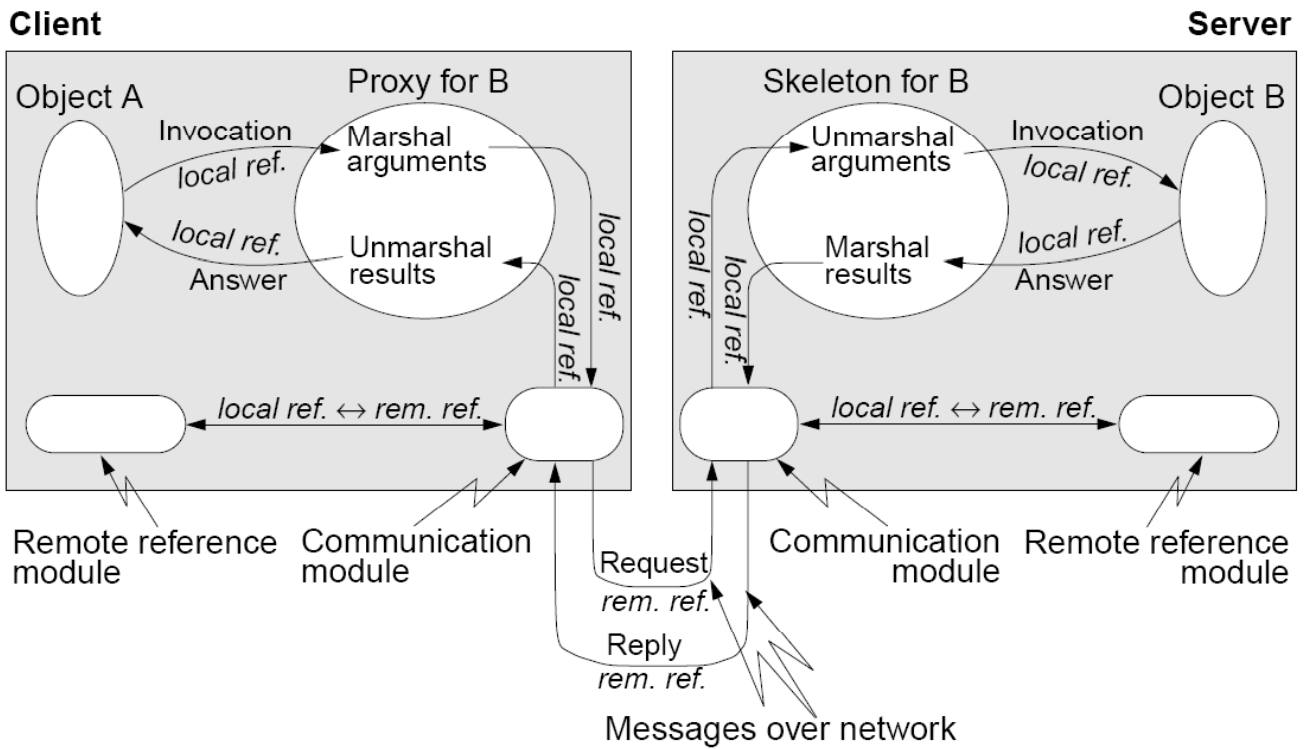 Client
Server
Object A
Proxy for B
Invocation
local ref.
Marshal
arguments
local ref.
Answer
Unmarshal
results
local ref.
local ref.
local ref. ↔ rem. ref.
Skeleton for B
Object B
Unmarshal
arguments
Invocation
local ref.
Marshal
results
local ref.
Answer
local ref.
local ref.
local ref. ↔ rem. ref.
Remote reference
module
Communication
module
Request
rem. ref.
Reply
rem. ref.
Communication
module
Remote reference
module
Messages over network